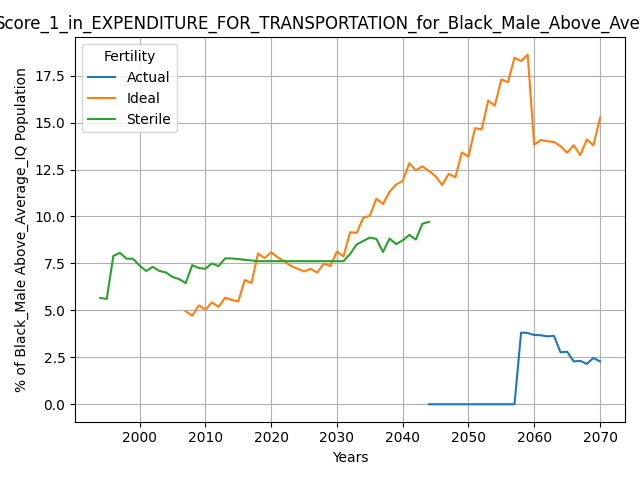 Score_1_in_EXPENDITURE_FOR_TRANSPORTATION_for_Black_Male_Above_Ave
% of Black_Male Above_Average_IQ Population
Fertility
Actual
Ideal
Sterile
17.5
15.0
12.5
10.0
7.5
5.0
2.5
0.0
2000 2010 2020 2030 2040 2050 2060 2070
Years